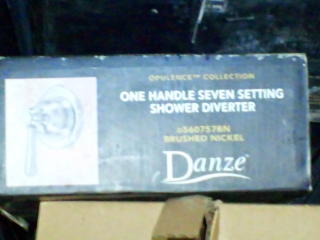 OPULENCE™ COLLECTION
ONE HANDLE SEVEN SETTING
SHOWER DIVERTER
D560757BN
BRUSHED NICKEL
Danze